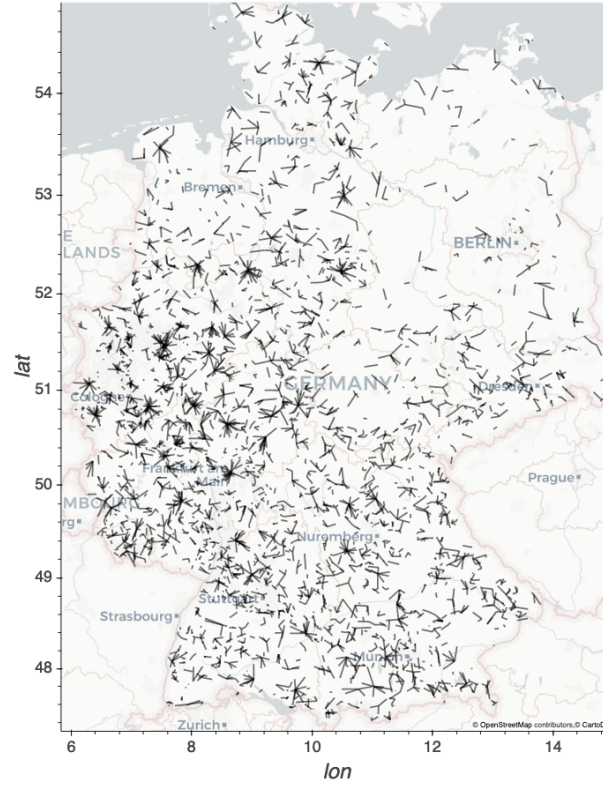 54
Hamburg
Bremen
53
E
LANDS
BERLIN
52
lat
51
GERMANY
Cologne
Dresden
50
Frankfurt am
Main
Prague
MBOURG
rg
Nuremberg
49
Stuttgart
Strasbourg
48
Munich
Zurich
© OpenStreetMap contributors,© CartoD
6
8
10
12
14
lon